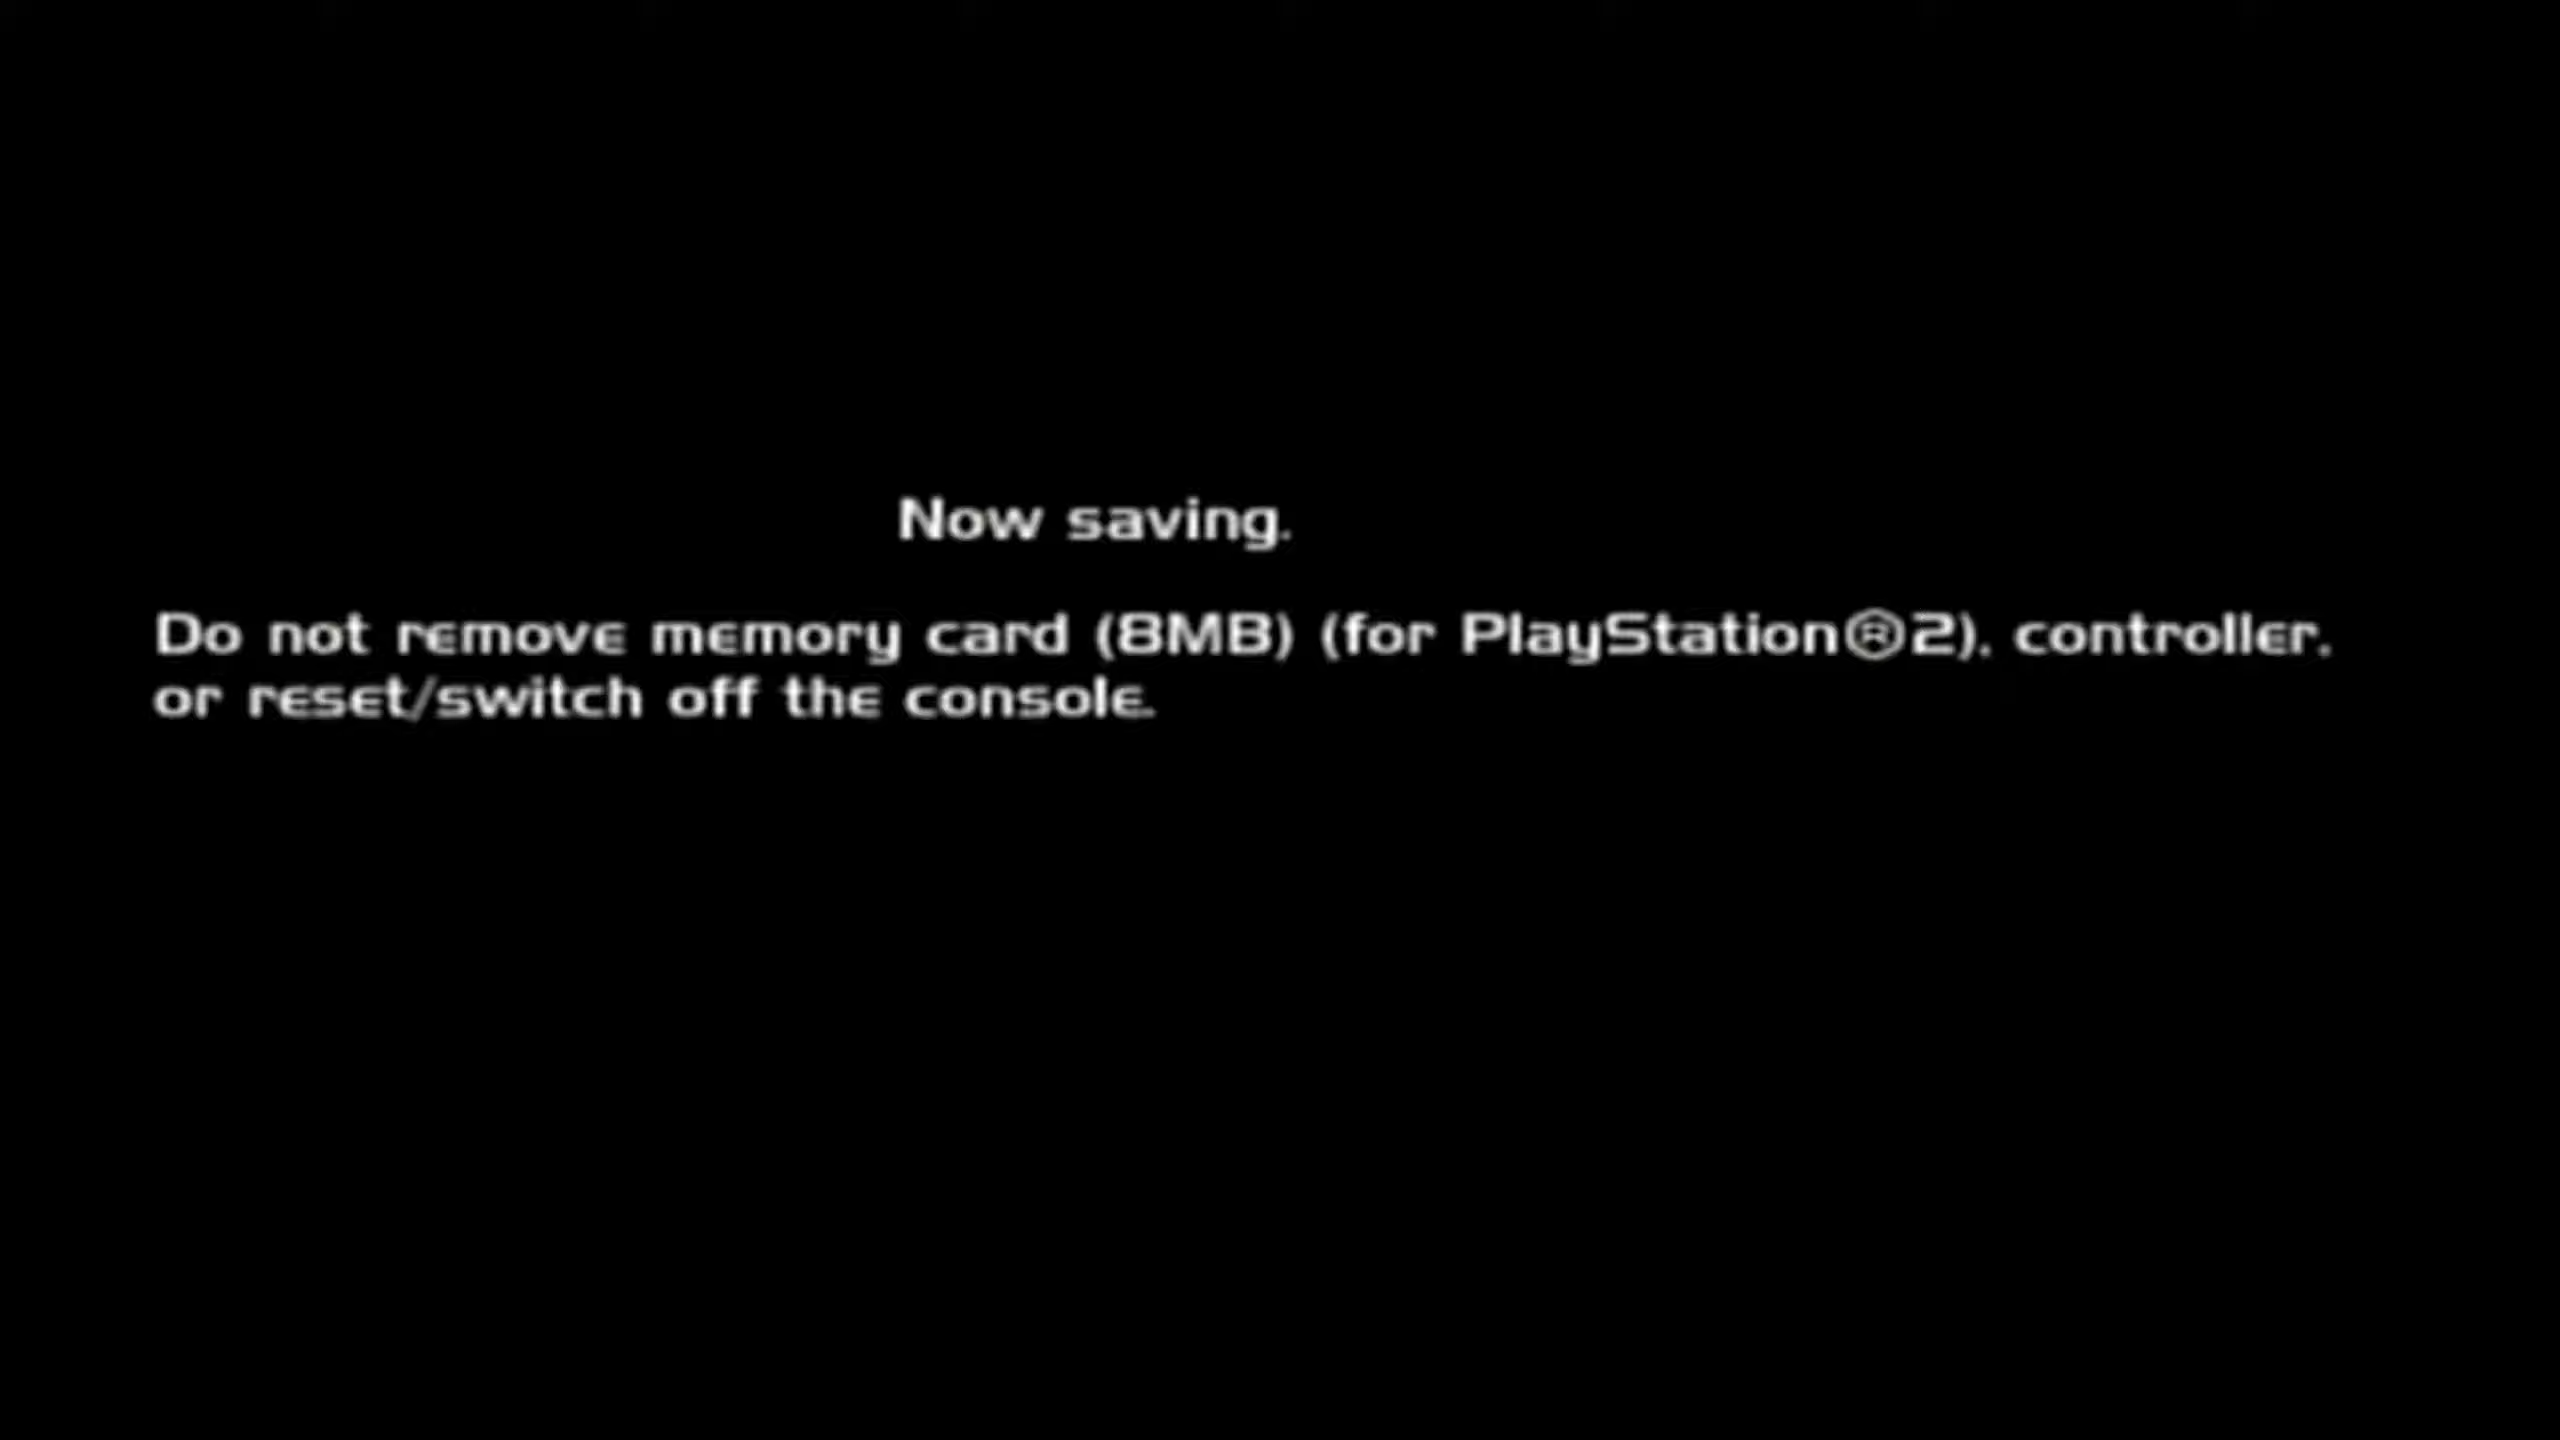 Now saving.
Do not remove memory card (8MB) (for PlayStation®2), controller,
or reset/switch off the console.